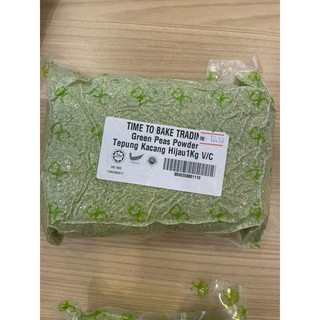 TIME TO BAKE TRADIN
Green Peas Powder
Tepung Kacang Hijau1Kg V/C